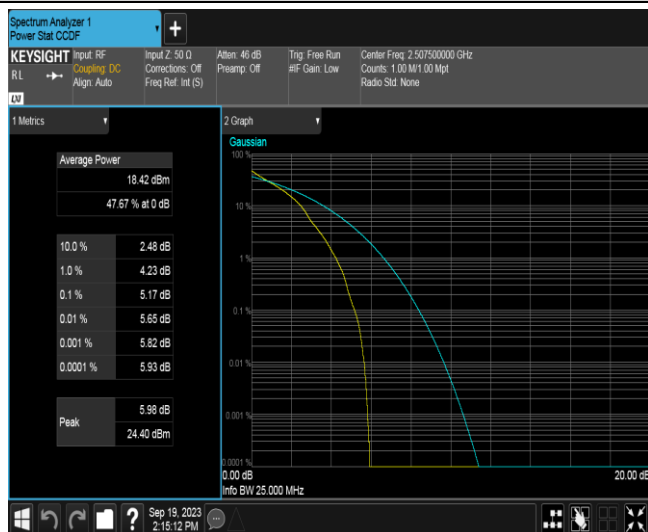 Spectrum Analyzer 1
Power Stat CCDF
+
KEYSIGHT
RL
LXI
Input: RF
Coupling: DC
Align: Auto
Input Z: 50 Ω
Corrections: Off
Freq Ref: Int (S)
Atten: 46 dB
Preamp: Off
Trig: Free Run
#IF Gain: Low
Center Freq: 2.507500000 GHz
Counts: 1.00 M/1.00 Mpt
Radio Std: None
1 Metrics
Average Power
18.42 dBm
47.67 % at 0 dB
10.0 % 2.48 dB
1.0 % 4.23 dB
0.1 % 5.17 dB
0.01 % 5.65 dB
0.001 % 5.82 dB
0.0001 % 5.93 dB
Peak
5.98 dB
24.40 dBm
2 Graph
Gaussian
100 %
10 %
1 %
0.1 %
0.01 %
0.001 %
0.0001 %
0.00 dB
20.00 dB
Info BW 25.000 MHz
?
Sep 19, 2023
2:15:12 PM